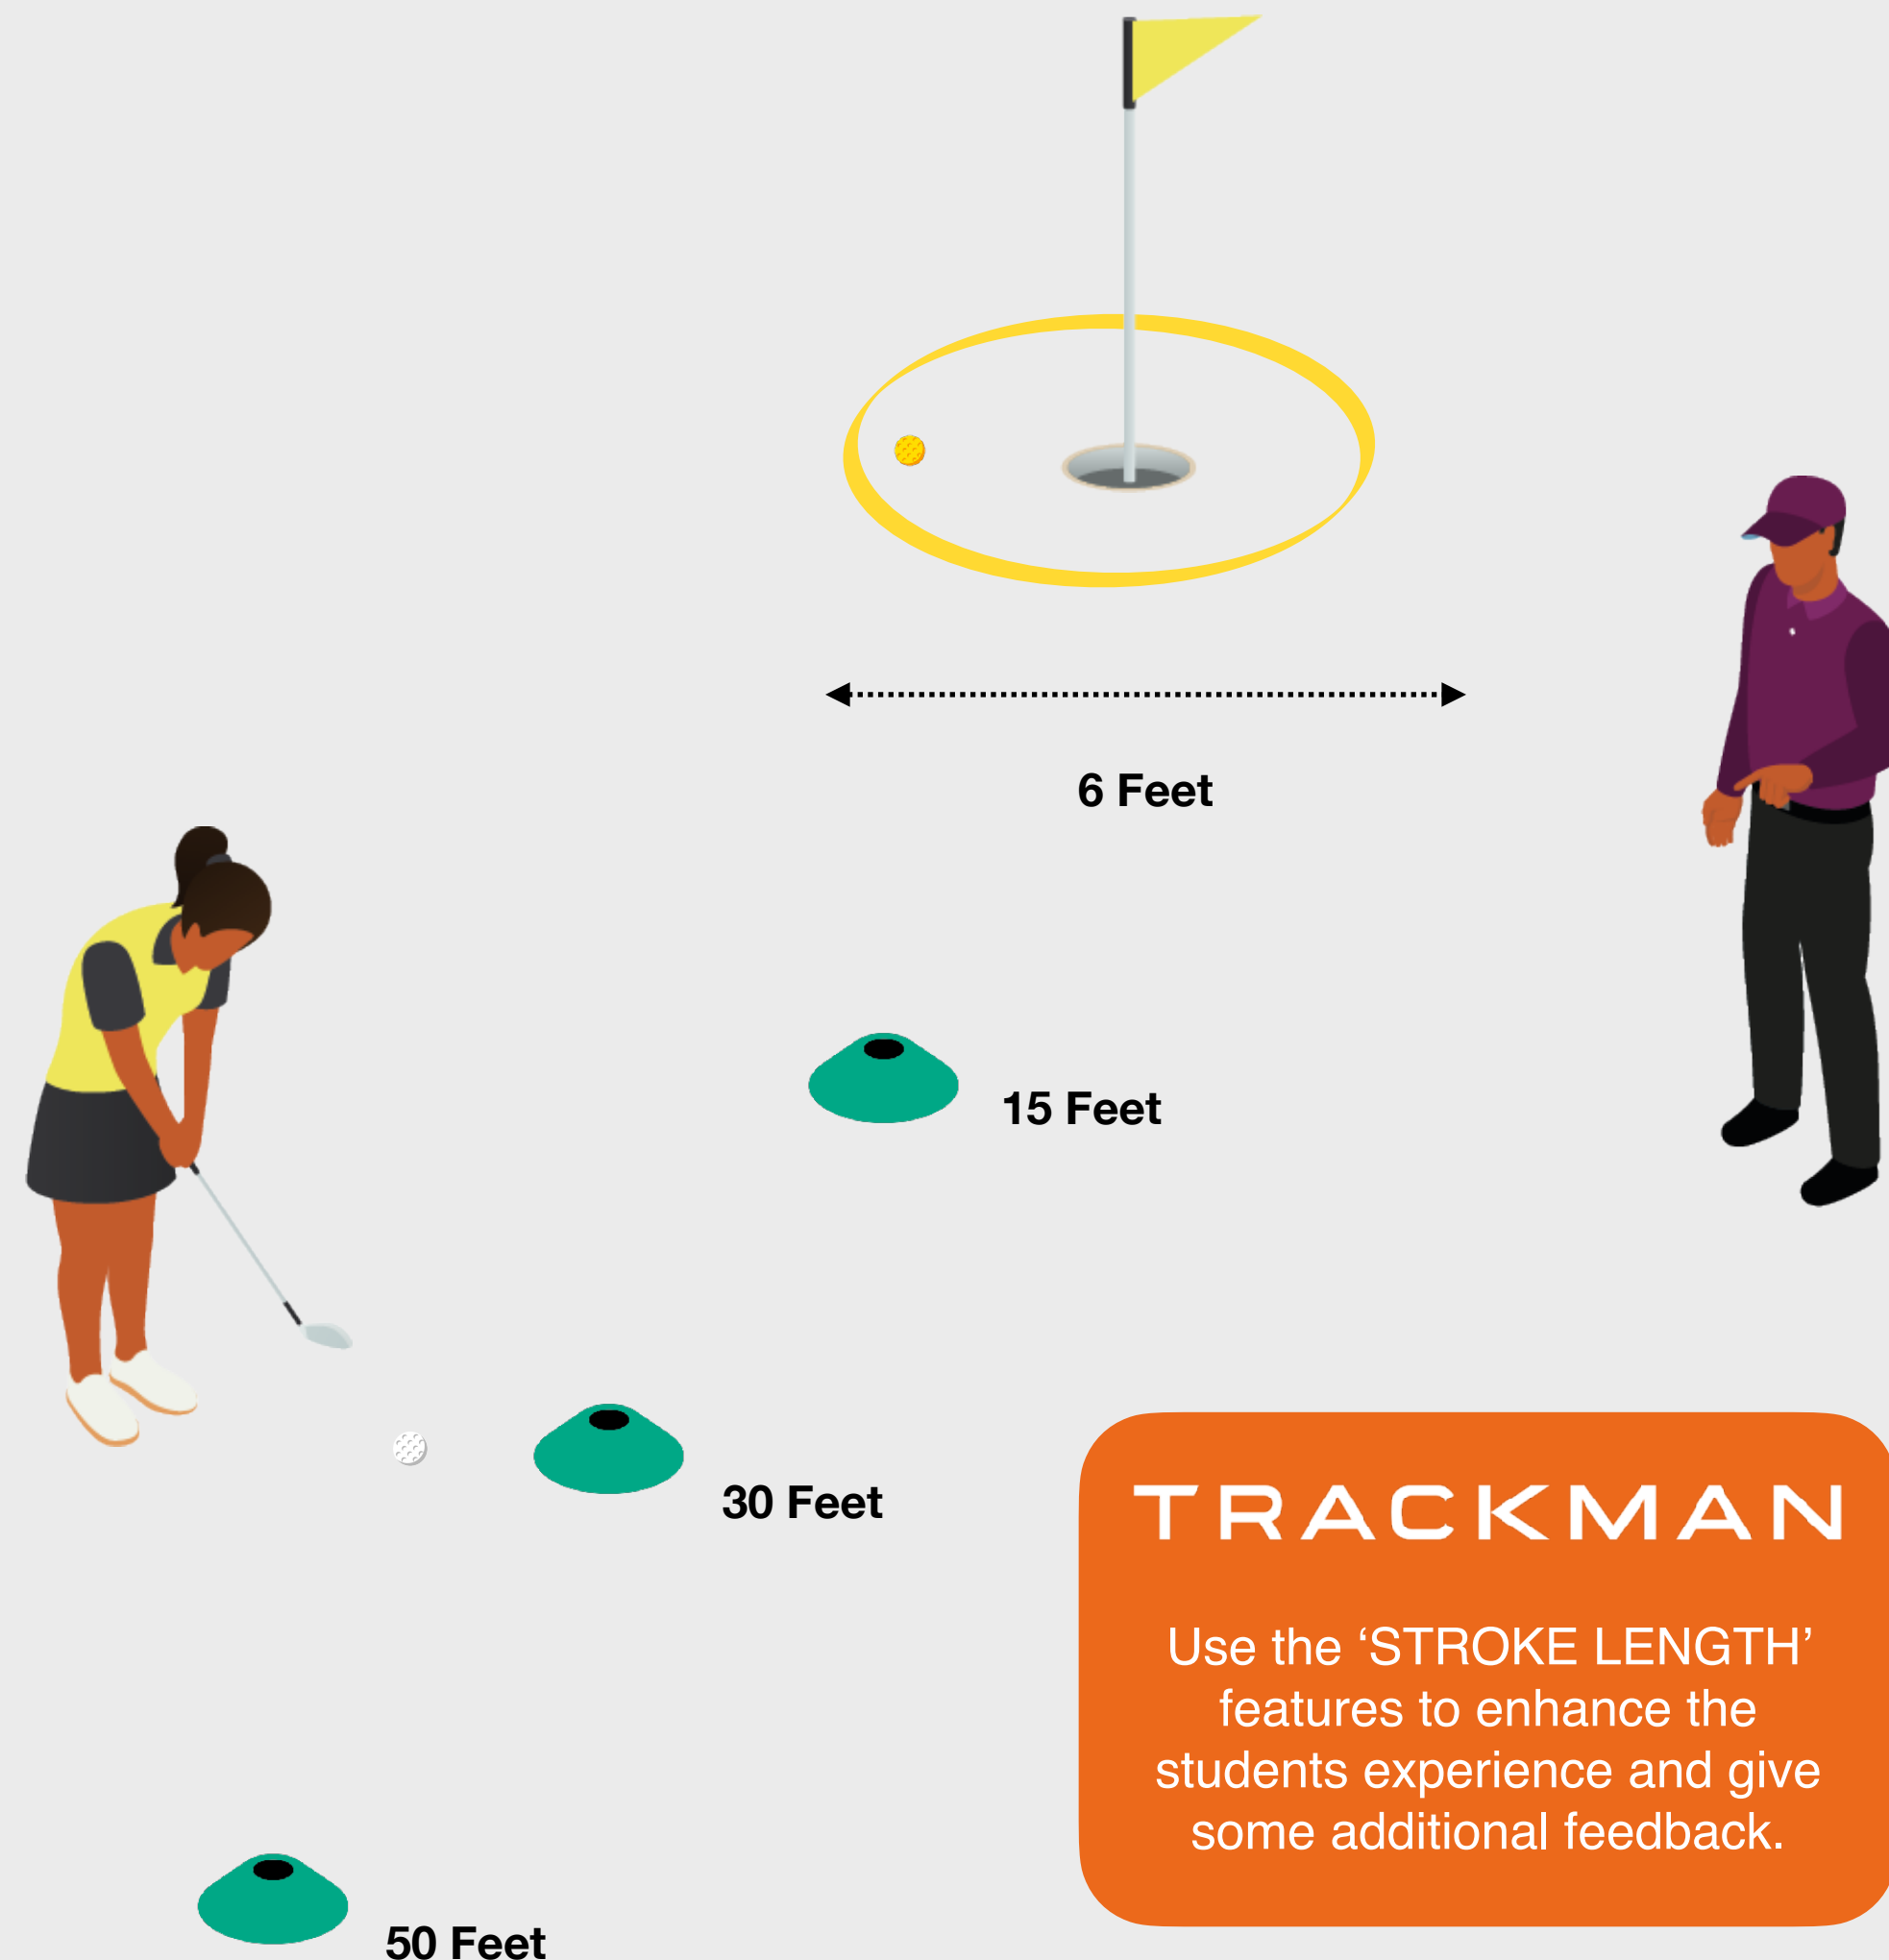 6 Feet
15 Feet
30 Feet
TRACKMAN
Use the ‘STROKE LENGTH’
features to enhance the
students experience and give
some additional feedback.
50 Feet